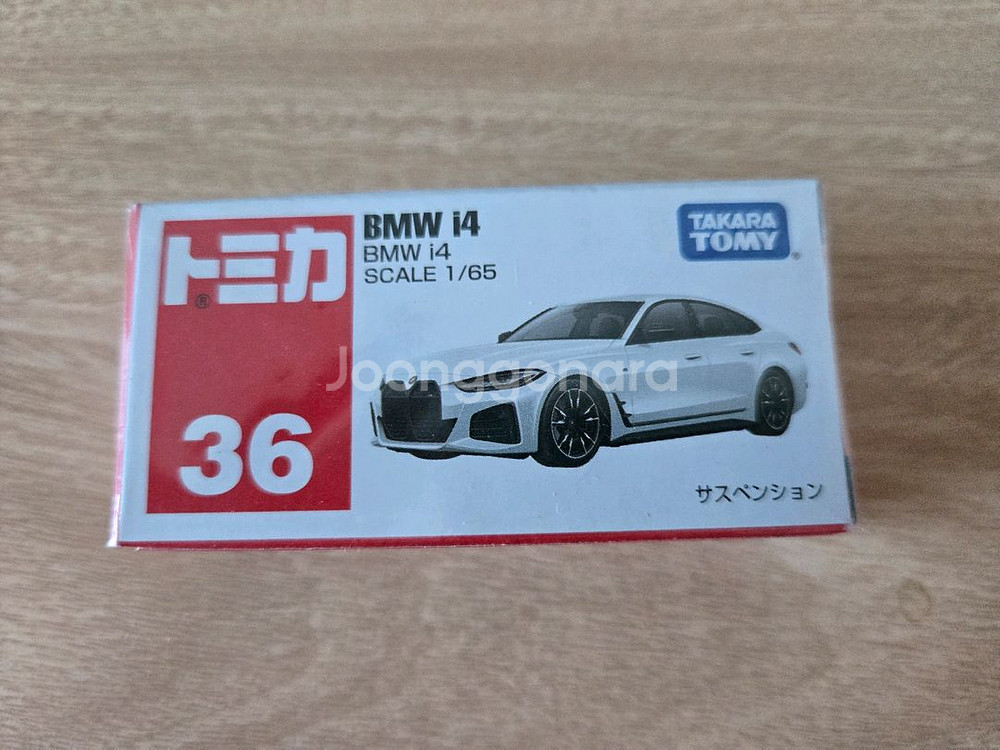 トミカ®
36
BMW i4
BMW i4
SCALE 1/65
TAKARA
TOMY®
Joonggonara
サスペンション